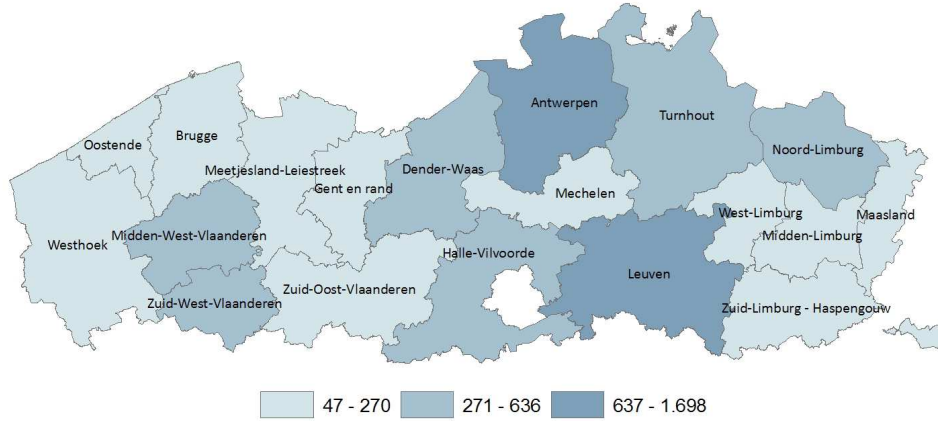 Antwerpen
Turnhout
Oostende
Brugge
Noord-Limburg
Meetjesland-Leiestreek
Dender-Waas
Gent en rand
Mechelen
West-Limburg
Maasland
Westhoek
Midden-West-Vlaanderen
Midden-Limburg
Halle-Vilvoorde
Leuven
Zuid-West-Vlaanderen
Zuid-Oost-Vlaanderen
Zuid-Limburg - Haspengouw
47 - 270
271 - 636
637 - 1.698